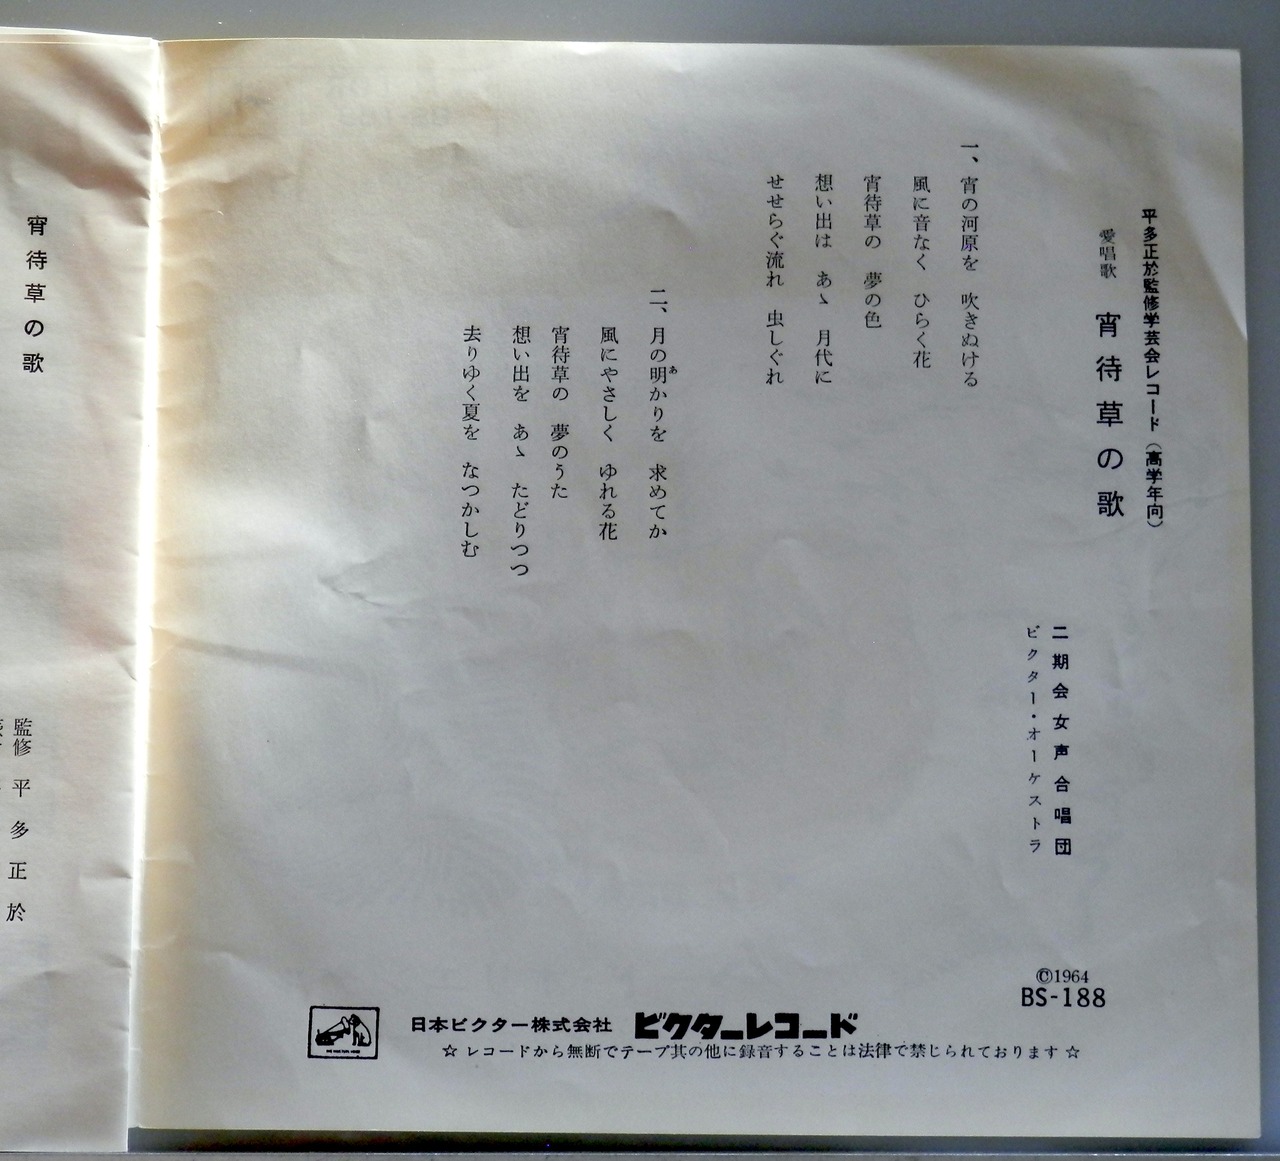 平多正於監修学芸会レコード（高学年向）
愛唱歌 宵待草の歌
二期会女声合唱団
ビクター・オーケストラ
一、宵の河原を 吹きぬける
風に音なく ひらく花
宵待草の 夢の色
想い出は あゝ 月代に
せせらぐ流れ 虫しぐれ
二、月の明かりを 求めてか
あ
風にやさしく ゆれる花
宵待草の 夢のうた
想い出を あゝ たどりつつ
去りゆく夏を なつかしむ
©1964
BS-188
日本ビクター株式会社 ビクターレコード
☆ レコードから無断でテープ其の他に録音することは法律で禁じられております ☆
宵待草の歌
監修 平多正於